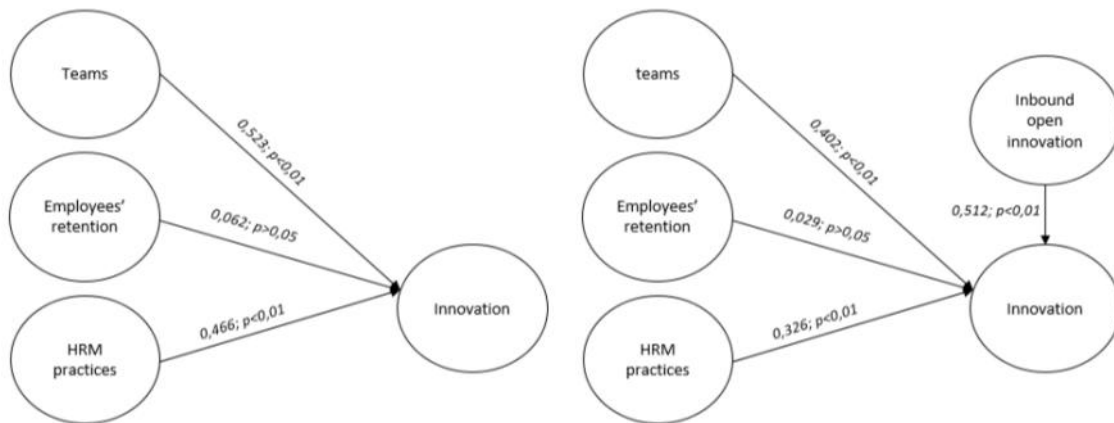 Teams
0,523; p<0,01
Employees'
retention
0,062; p>0,05
HRM
practices
0,466; p<0,01
Innovation
teams
0,402; p<0,01
Employees'
retention
0,029; p>0,05
HRM
practices
0,326; p<0,01
Inbound
open
innovation
0,512; p<0,01
Innovation